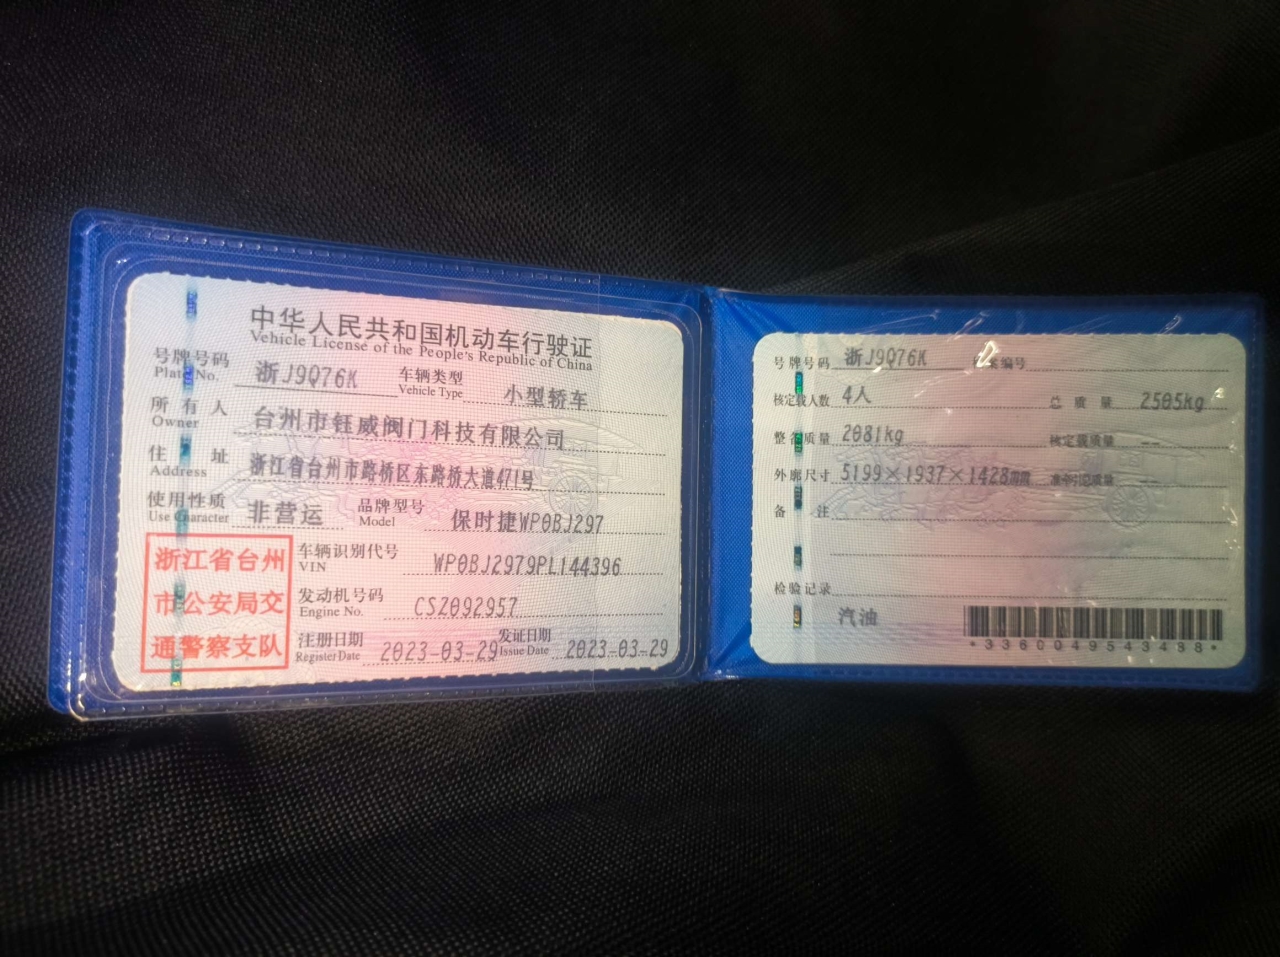 中华人民共和国机动车行驶证
Vehicle License of the People's Republic of China
号牌号码 浙J9Q76K 车辆类型 小型轿车
Plate No. Vehicle Type
所有人 台州市钰威阀门科技有限公司
Owner
住址 浙江省台州市路桥区东路桥大道471号
Address
使用性质 非营运 品牌型号 保时捷WP0BJ297
Use Character Model
浙江省台州
市公安局交
通警察支队
车辆识别代号 WP0BJ2979PL144396
VIN
发动机号码 CSZ092957
Engine No.
注册日期 2023-03-29 发证日期 2023-03-29
Register Date Issue Date
号牌号码 浙J9Q76K 编号
核定载人数 4人 总质量 2505kg
整备质量 2081kg 核定载质量 --
外廓尺寸 5199×1937×1428mm 准牵引总质量 --
备注
检验记录
汽油
*3360049543438*